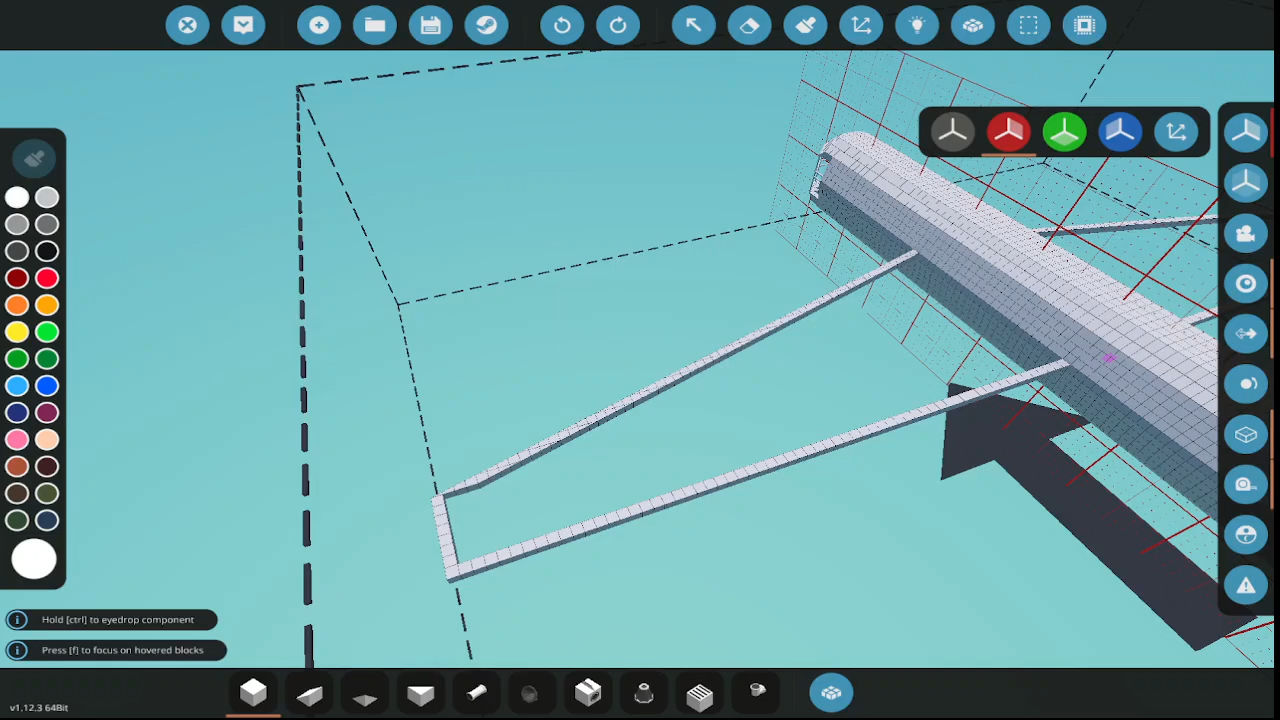 Hold [ctrl] to eyedrop component
Press [f] to focus on hovered blocks
v1.12.3 64Bit